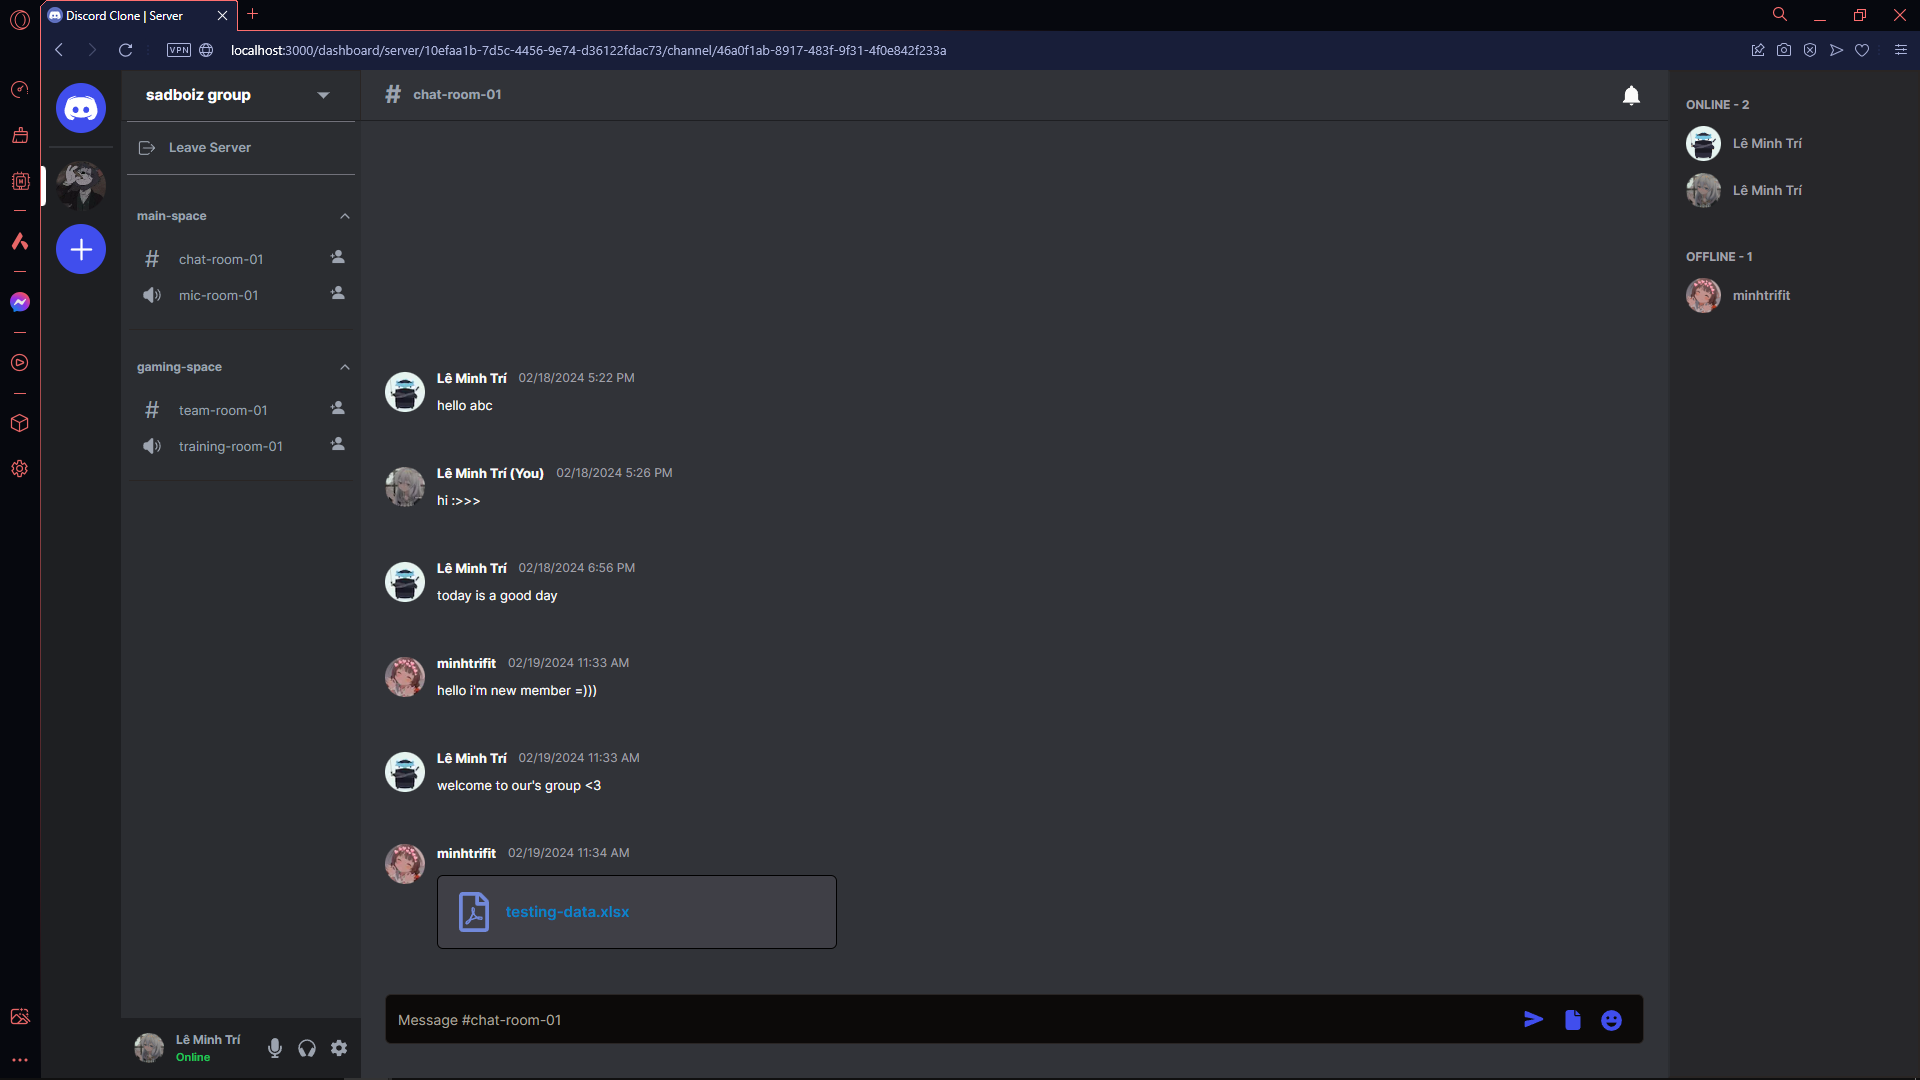 Discord Clone | Server
VPN
localhost:3000/dashboard/server/10efaa1b-7d5c-4456-9e74-d36122fdac73/channel/46a0f1ab-8917-483f-9f31-4f0e842f233a
sadboiz group
Leave Server
main-space
chat-room-01
mic-room-01
gaming-space
team-room-01
training-room-01
Lê Minh Trí
Online
# chat-room-01
Lê Minh Trí 02/18/2024 5:22 PM
hello abc
Lê Minh Trí (You) 02/18/2024 5:26 PM
hi :>>>
Lê Minh Trí 02/18/2024 6:56 PM
today is a good day
minhtrifit 02/19/2024 11:33 AM
hello i'm new member =)))
Lê Minh Trí 02/19/2024 11:33 AM
welcome to our's group <3
minhtrifit 02/19/2024 11:34 AM
testing-data.xlsx
Message #chat-room-01
ONLINE - 2
Lê Minh Trí
Lê Minh Trí
OFFLINE - 1
minhtrifit